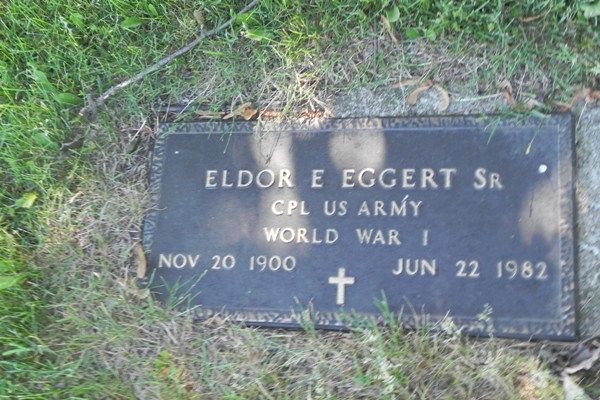 ELDOR E EGGERT SR
CPL US ARMY
WORLD WAR I
NOV 20 1900 JUN 22 1982